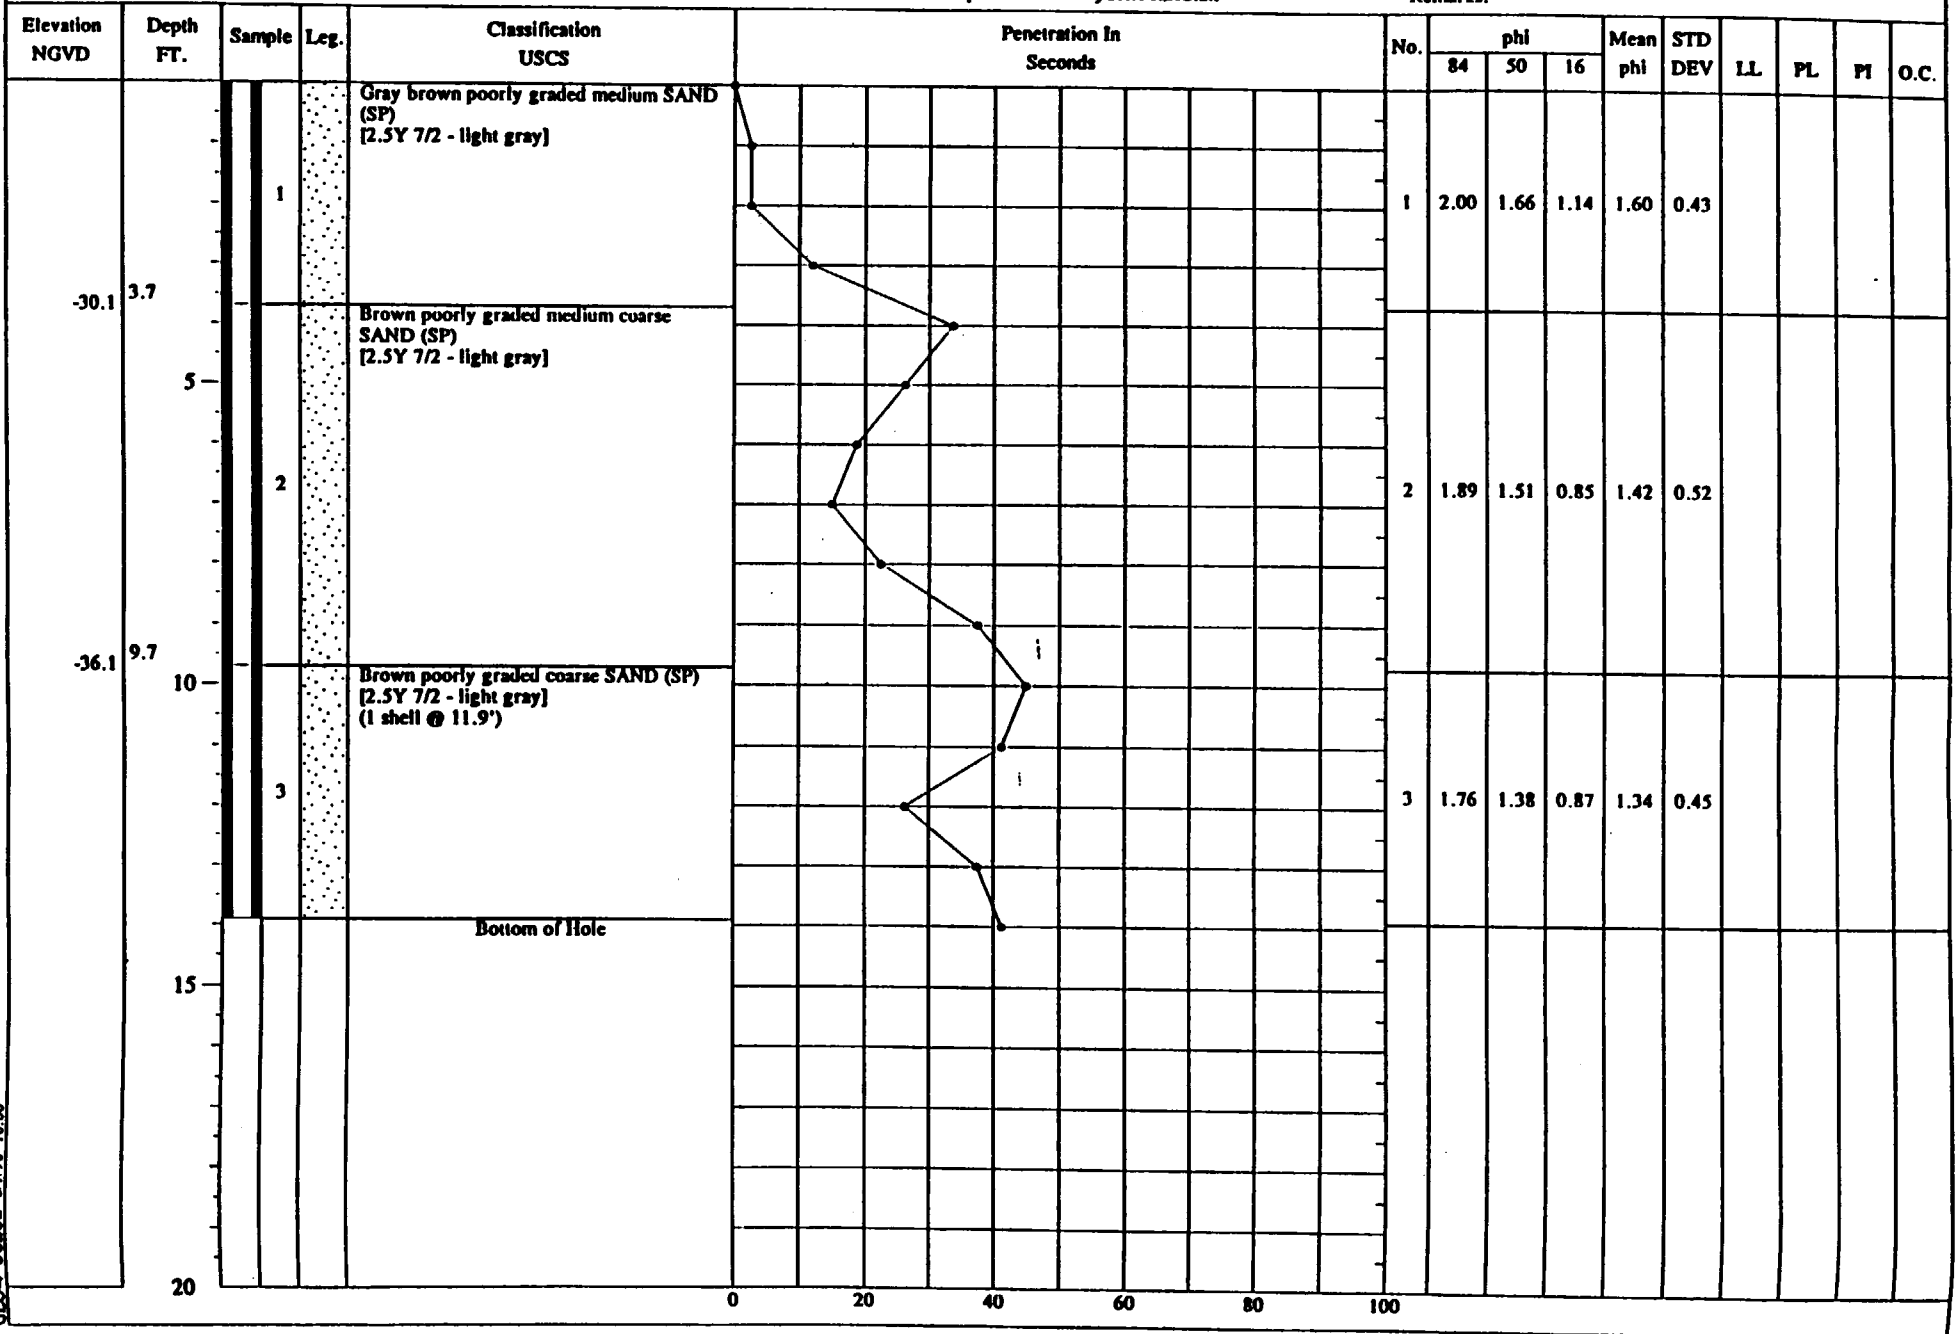 Remarks:
Elevation NGVD Depth FT. Sample Leg. Classification USCS Penetration In Seconds No. phi 84 50 16 Mean phi STD DEV LL PL PI O.C.
Gray brown poorly graded medium SAND
(SP)
[2.5Y 7/2 - light gray]
1
1 2.00 1.66 1.14 1.60 0.43
-30.1 3.7
Brown poorly graded medium coarse
SAND (SP)
[2.5Y 7/2 - light gray]
5
2
2 1.89 1.51 0.85 1.42 0.52
-36.1 9.7
10
Brown poorly graded coarse SAND (SP)
[2.5Y 7/2 - light gray]
(1 shell @ 11.9')
3
3 1.76 1.38 0.87 1.34 0.45
Bottom of Hole
15
20
0 20 40 60 80 100